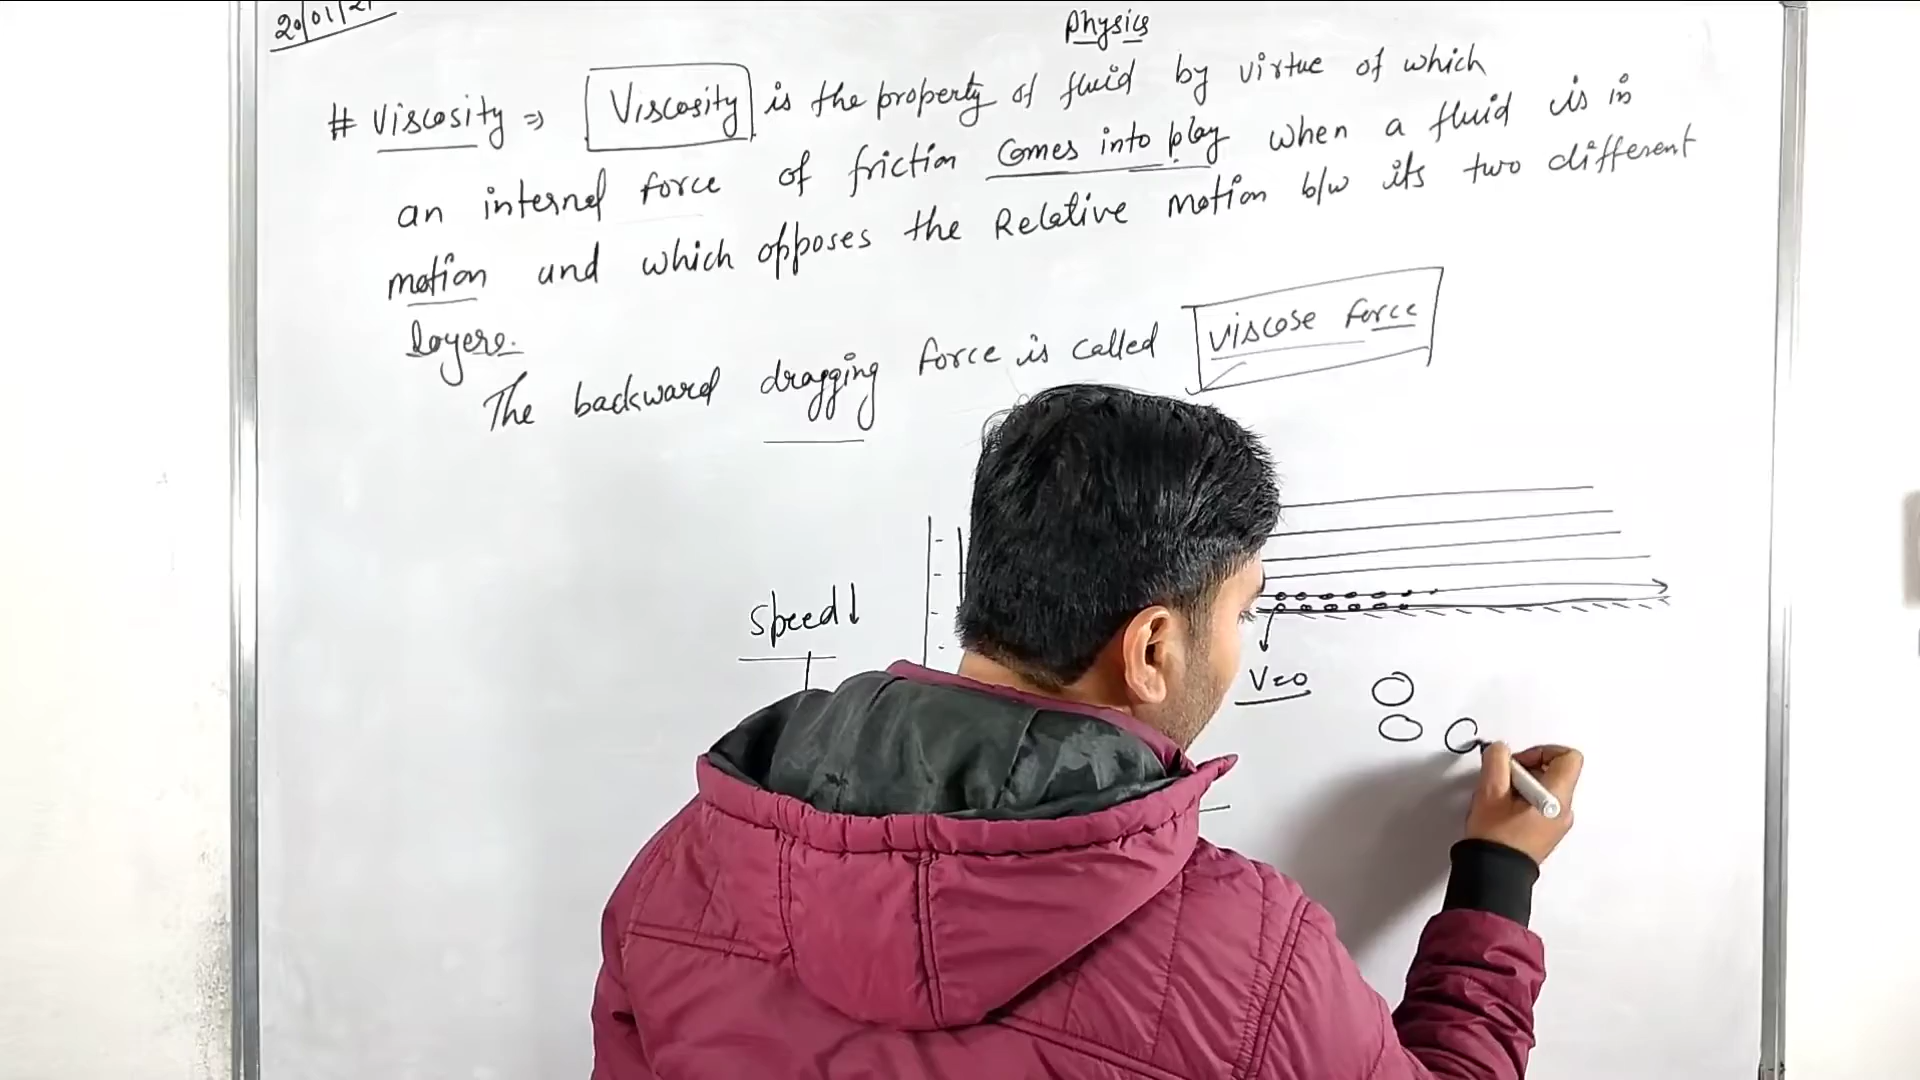 20/01/21
Physics
# Viscosity ⇒ Viscosity is the property of fluid by virtue of which
an internal force of friction comes into play when a fluid is in
motion and which opposes the Relative motion b/w its two different
layers.
The backward dragging force is called viscose force
speed↓
V=0